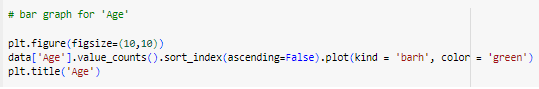 # bar graph for 'Age'
plt.figure(figsize=(10,10))
data['Age'].value_counts().sort_index(ascending=False).plot(kind = 'barh', color = 'green')
plt.title('Age')